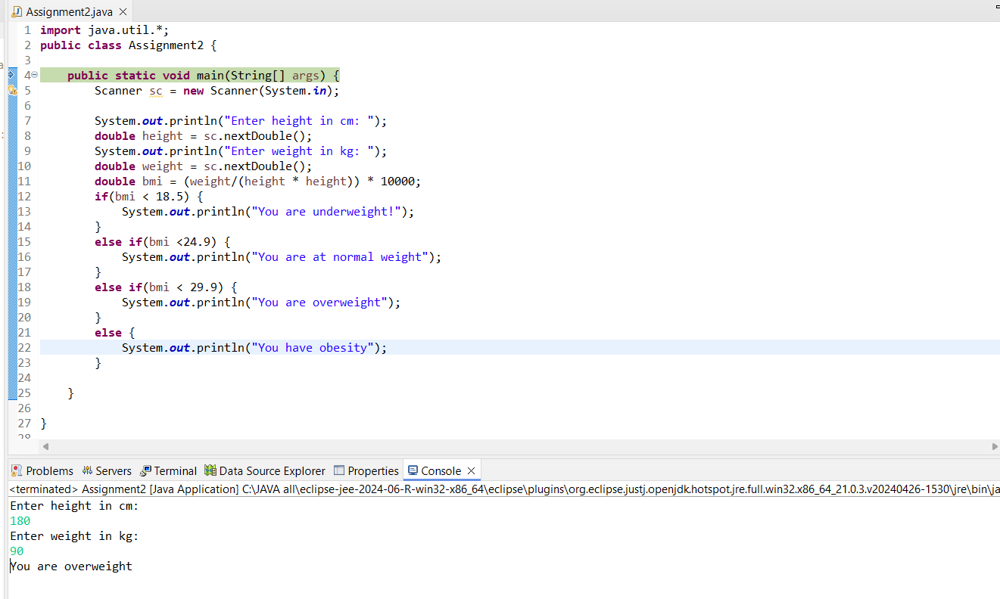 Assignment2.java
1 import java.util.*;
2 public class Assignment2 {
3
4     public static void main(String[] args) {
5         Scanner sc = new Scanner(System.in);
6
7         System.out.println("Enter height in cm: ");
8         double height = sc.nextDouble();
9         System.out.println("Enter weight in kg: ");
10         double weight = sc.nextDouble();
11         double bmi = (weight/(height * height)) * 10000;
12         if(bmi < 18.5) {
13             System.out.println("You are underweight!");
14         }
15         else if(bmi <24.9) {
16             System.out.println("You are at normal weight");
17         }
18         else if(bmi < 29.9) {
19             System.out.println("You are overweight");
20         }
21         else {
22             System.out.println("You have obesity");
23         }
24
25     }
26
27 }
28
Problems Servers Terminal Data Source Explorer Properties Console
<terminated> Assignment2 [Java Application] C:\JAVA all\eclipse-jee-2024-06-R-win32-x86_64\eclipse\plugins\org.eclipse.justj.openjdk.hotspot.jre.full.win32.x86_64_21.0.3.v20240426-1530\jre\bin\ja
Enter height in cm:
180
Enter weight in kg:
90
You are overweight